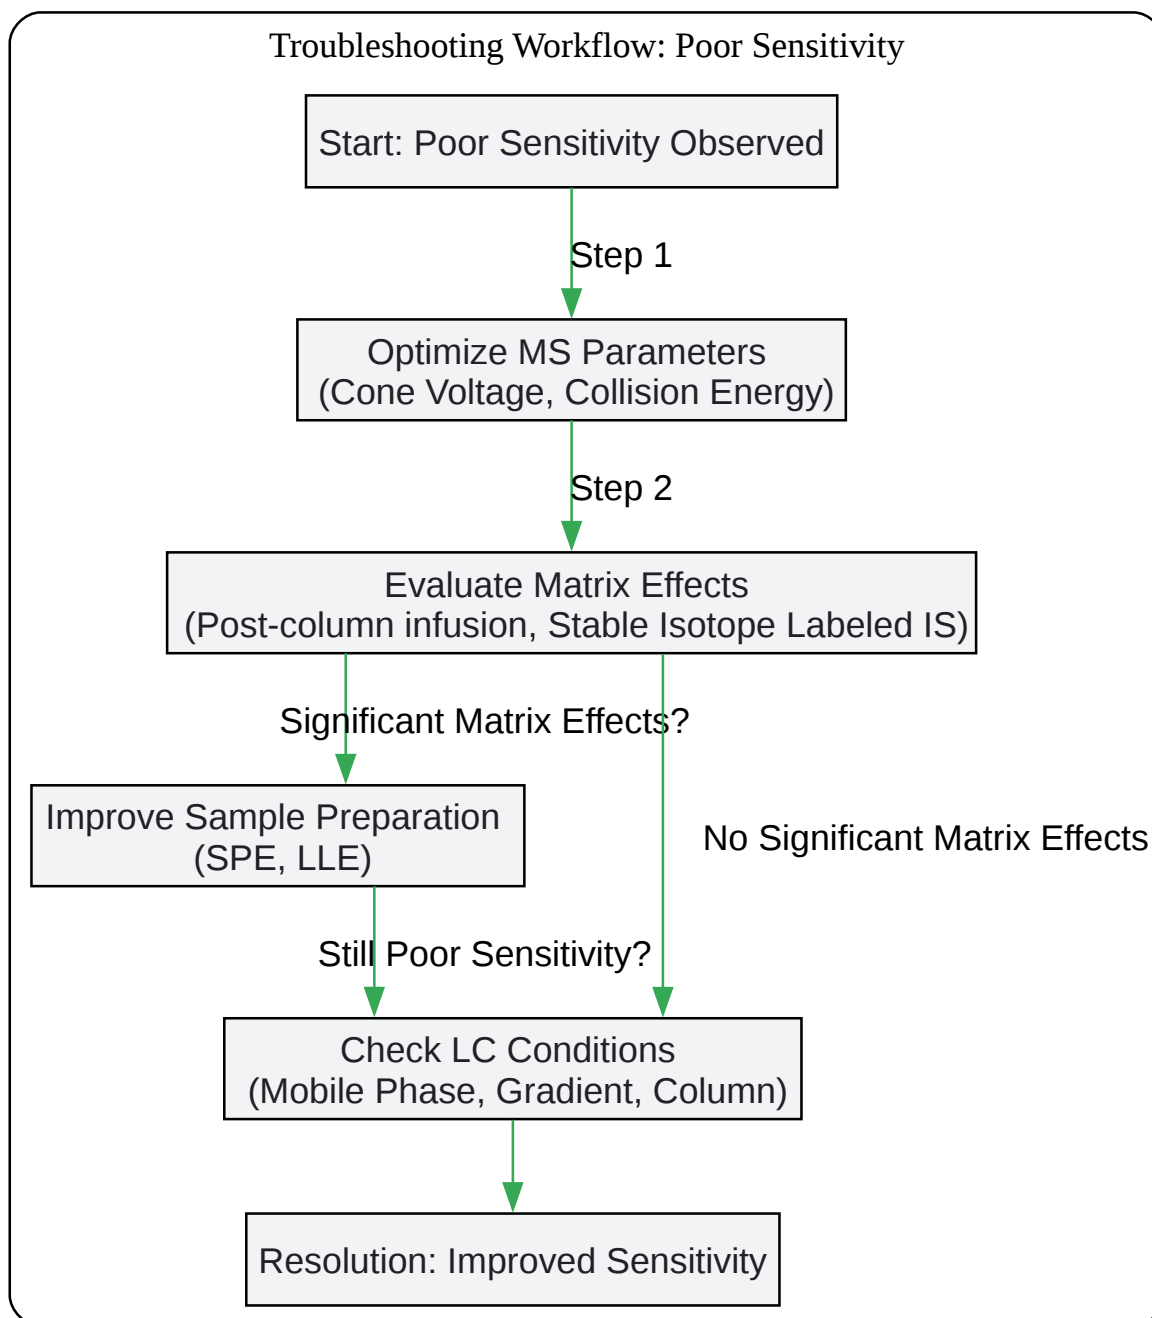 Troubleshooting Workflow: Poor Sensitivity
Start: Poor Sensitivity Observed
Step 1
Optimize MS Parameters
(Cone Voltage, Collision Energy)
Step 2
Evaluate Matrix Effects
(Post-column infusion, Stable Isotope Labeled IS)
Significant Matrix Effects?
Improve Sample Preparation
(SPE, LLE)
No Significant Matrix Effects
Still Poor Sensitivity?
Check LC Conditions
(Mobile Phase, Gradient, Column)
Resolution: Improved Sensitivity